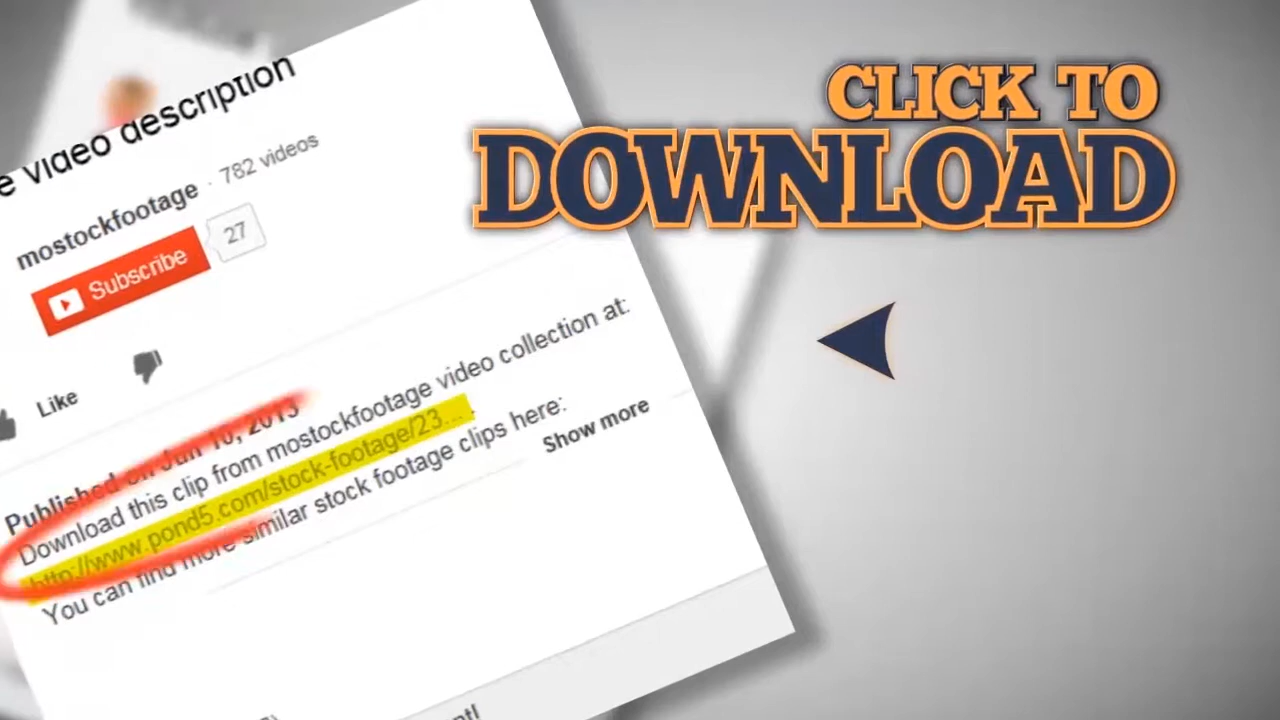 CLICK TO
DOWNLOAD
e video description
mostockfootage · 782 videos
Subscribe
27
Like
Published on Jun 10, 2013
Download this clip from mostockfootage video collection at:
http://www.pond5.com/stock-footage/23... .
You can find more similar stock footage clips here:
Show more